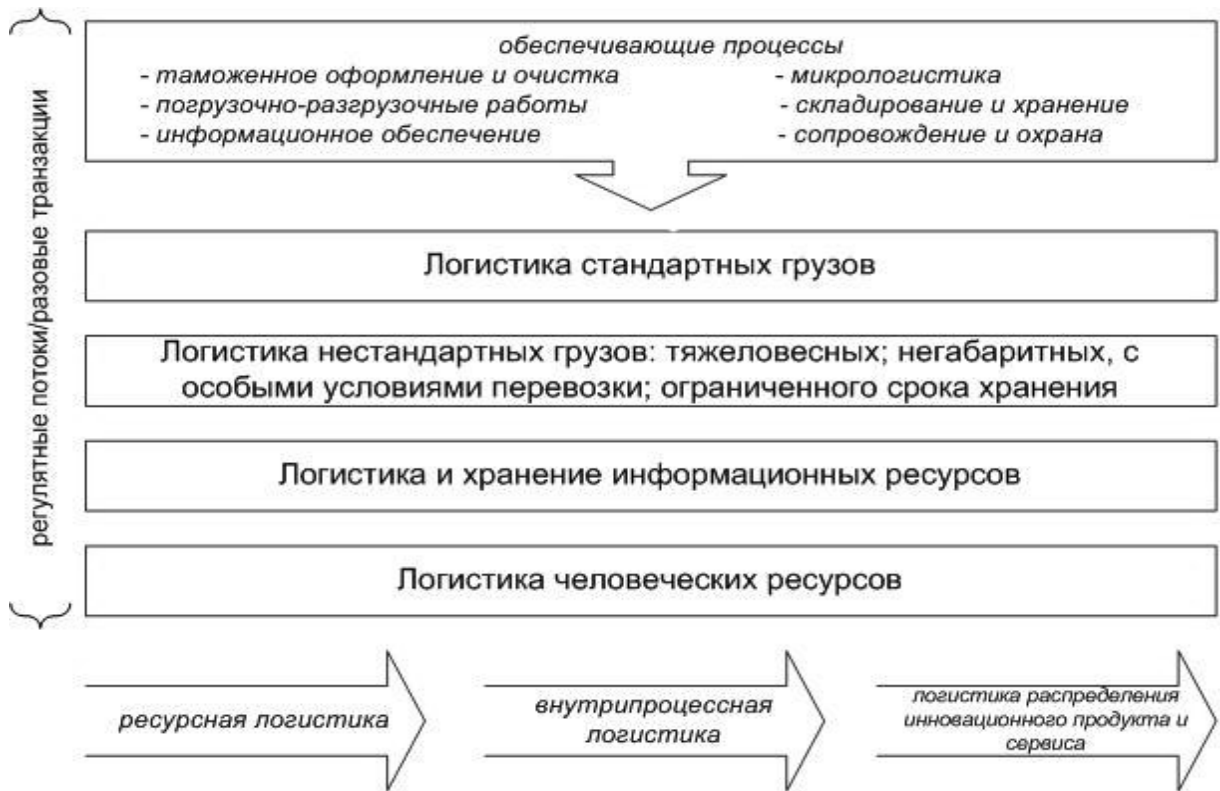 обеспечивающие процессы
- таможенное оформление и очистка
- погрузочно-разгрузочные работы
- информационное обеспечение
- микрологистика
- складирование и хранение
- сопровождение и охрана
регулятные потоки/разовые транзакции
Логистика стандартных грузов
Логистика нестандартных грузов: тяжеловесных; негабаритных, с
особыми условиями перевозки; ограниченного срока хранения
Логистика и хранение информационных ресурсов
Логистика человеческих ресурсов
ресурсная логистика
внутрипроцессная
логистика
логистика распределения
инновационного продукта и
сервиса